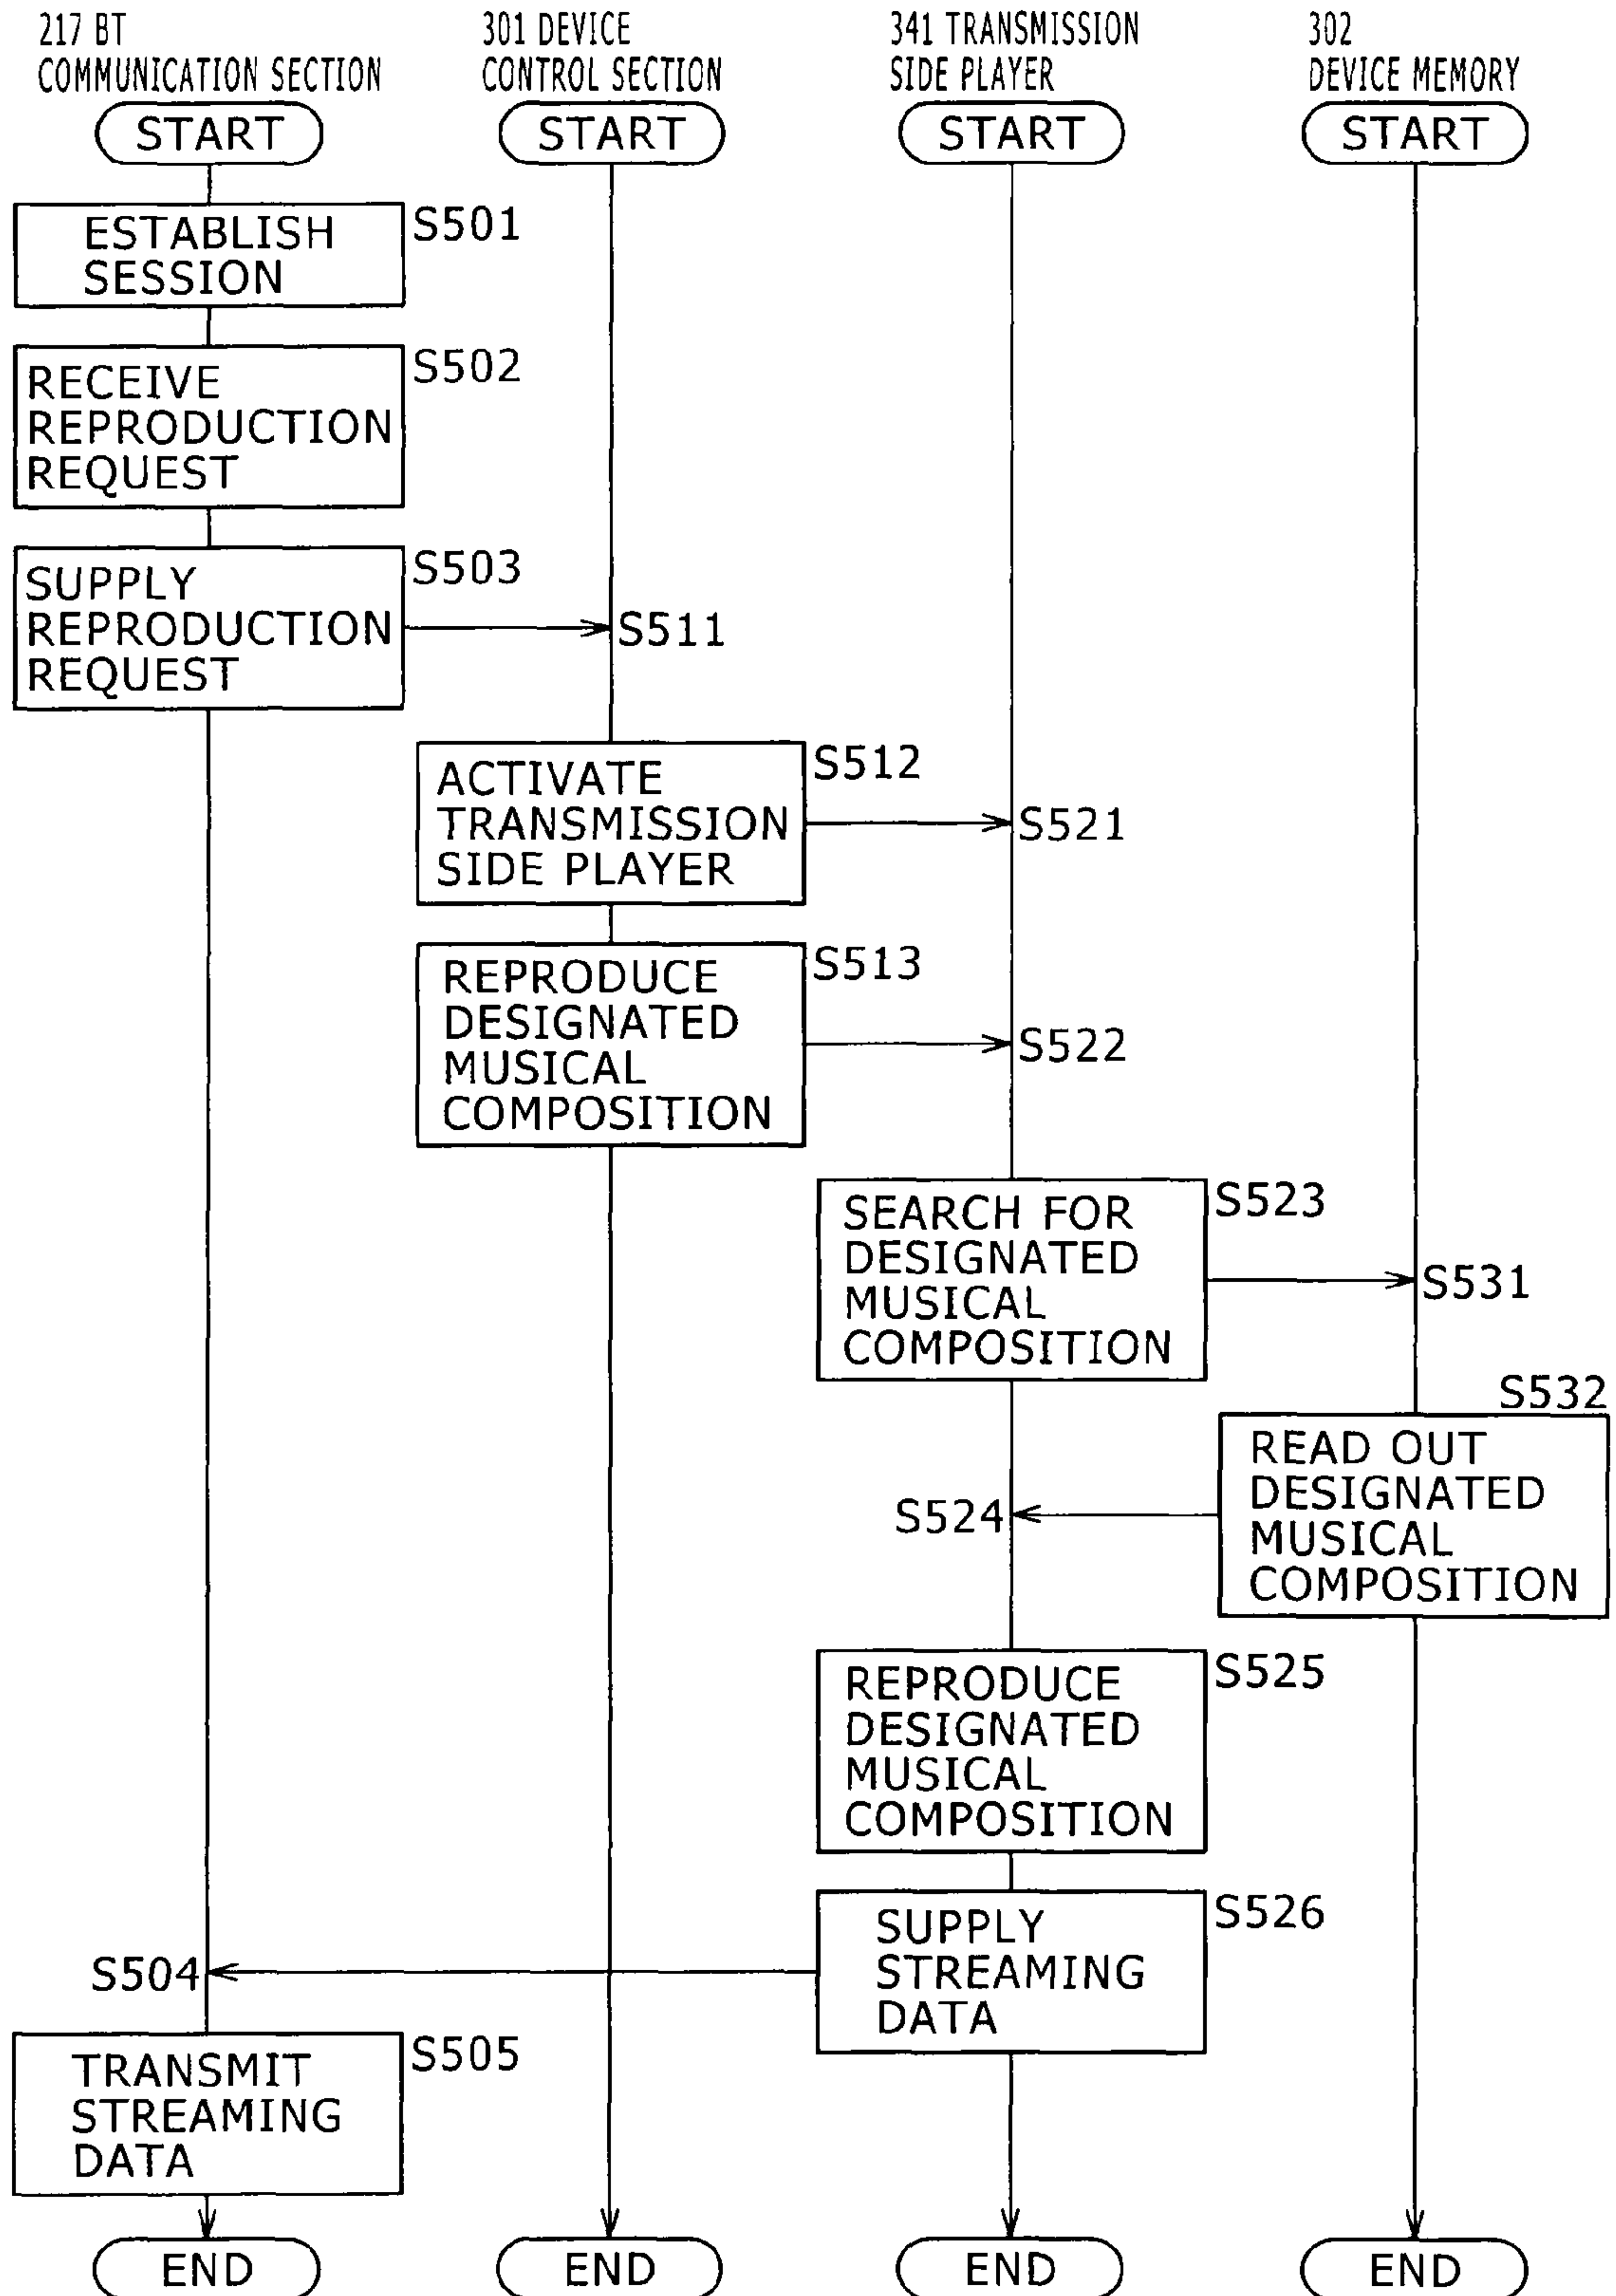 217 BT
COMMUNICATION SECTION
301 DEVICE
CONTROL SECTION
341 TRANSMISSION
SIDE PLAYER
302
DEVICE MEMORY
START
START
START
START
ESTABLISH
SESSION
S501
RECEIVE
REPRODUCTION
REQUEST
S502
SUPPLY
REPRODUCTION
REQUEST
S503
S511
ACTIVATE
TRANSMISSION
SIDE PLAYER
S512
S521
REPRODUCE
DESIGNATED
MUSICAL
COMPOSITION
S513
S522
SEARCH FOR
DESIGNATED
MUSICAL
COMPOSITION
S523
S531
S532
READ OUT
DESIGNATED
MUSICAL
COMPOSITION
S524
REPRODUCE
DESIGNATED
MUSICAL
COMPOSITION
S525
SUPPLY
STREAMING
DATA
S526
S504
TRANSMIT
STREAMING
DATA
S505
END
END
END
END